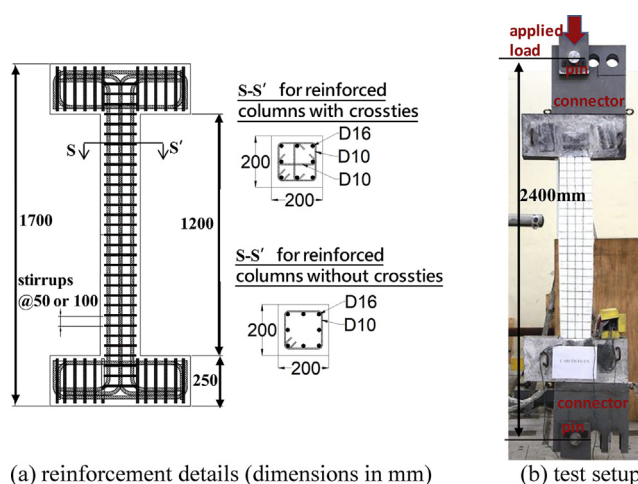 S-S' for reinforced
columns with crossties
S
S'
200
200
D16
D10
D10
1700
1200
stirrups
@50 or 100
S-S' for reinforced
columns without crossties
200
200
D16
D10
250
(a) reinforcement details (dimensions in mm)
applied
load
pin
connector
2400mm
connector
pin
(b) test setup